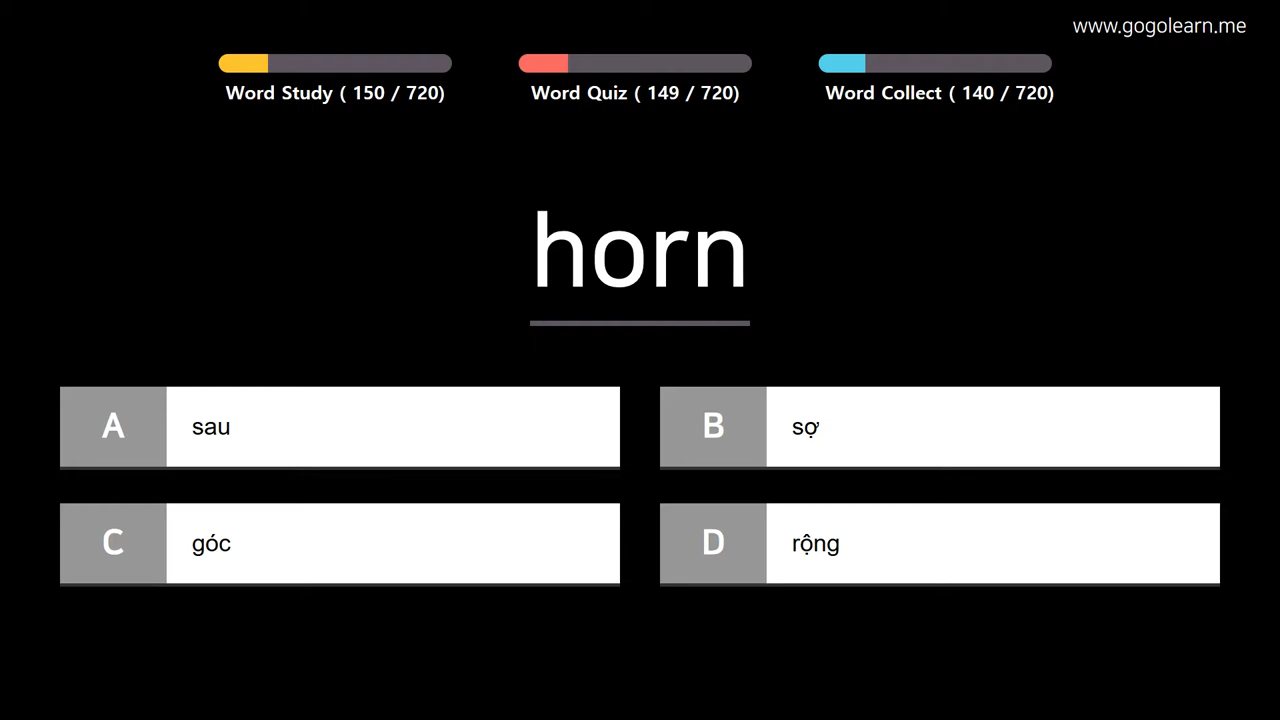 www.gogolearn.me
Word Study ( 150 / 720)
Word Quiz ( 149 / 720)
Word Collect ( 140 / 720)
horn
A
sau
B
sợ
C
góc
D
rộng